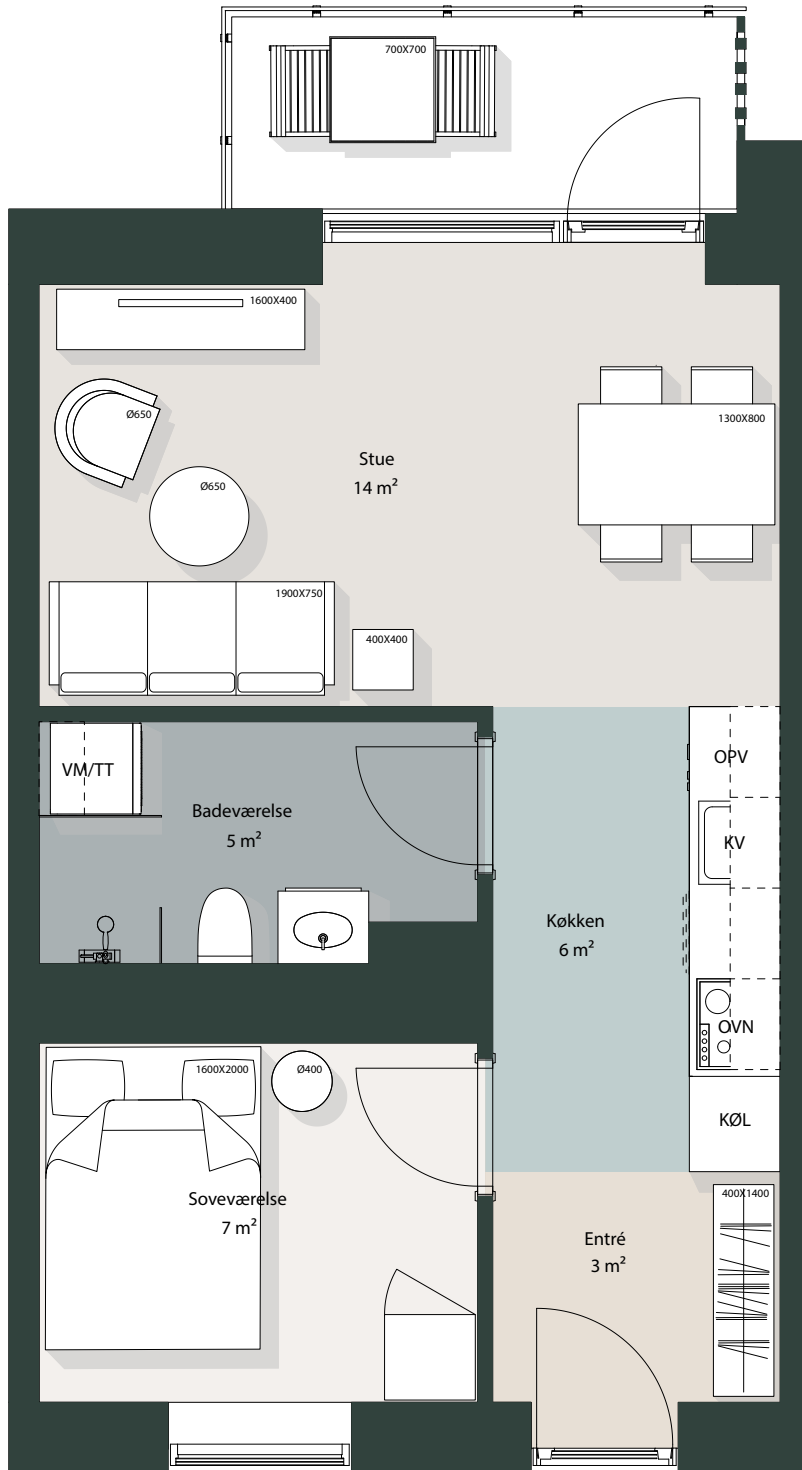 700X700
1600X400
Ø650
1300X800
Stue
14 m²
Ø650
1900X750
400X400
VM/TT
OPV
Badeværelse
5 m²
KV
Køkken
6 m²
OVN
1600X2000
Ø400
KØL
Soveværelse
7 m²
400X1400
Entré
3 m²